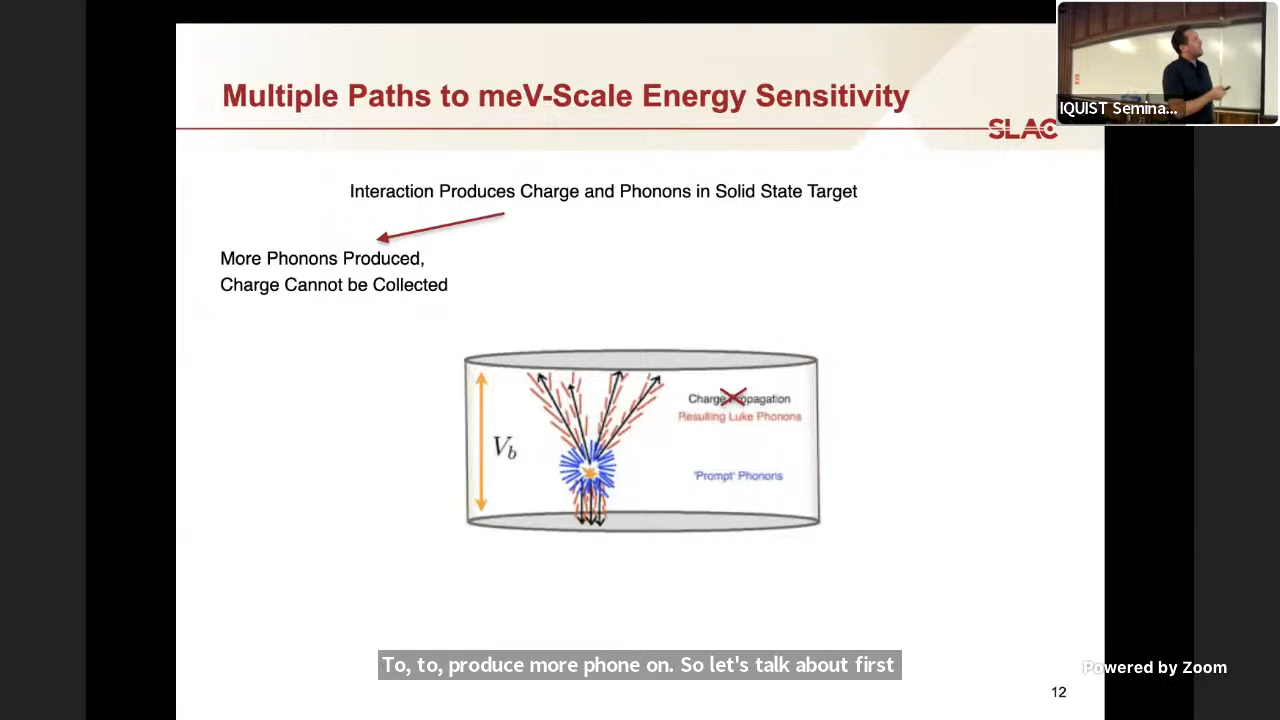 IQUIST Semina...
Multiple Paths to meV-Scale Energy Sensitivity
SLAC
Interaction Produces Charge and Phonons in Solid State Target
More Phonons Produced,
Charge Cannot be Collected
Charge Propagation
Resulting Luke Phonons
Vb
'Prompt' Phonons
To, to, produce more phone on. So let's talk about first
Powered by Zoom
12